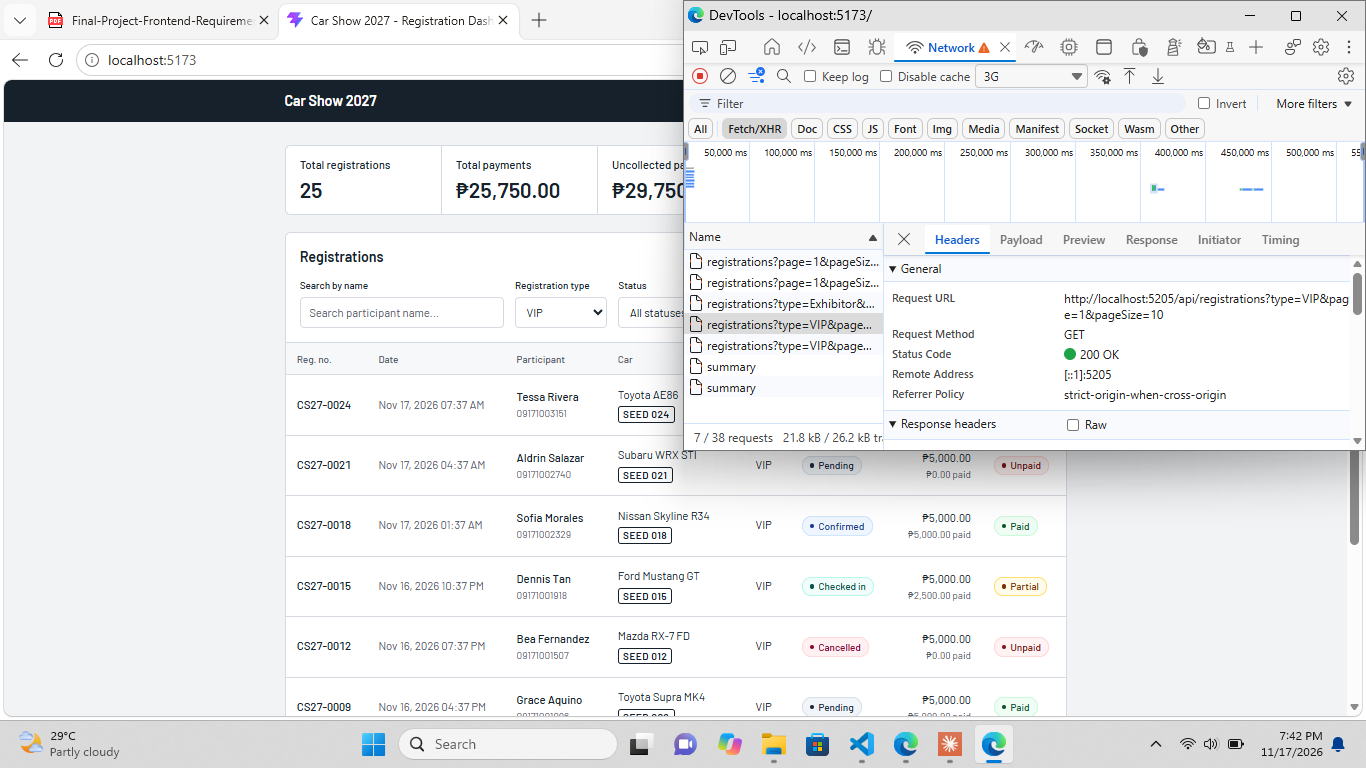 Final-Project-Frontend-Requireme
Car Show 2027 - Registration Dash
localhost:5173
Car Show 2027
Total registrations
25
Total payments
₱25,750.00
Uncollected pa
₱29,750
Registrations
Search by name
Registration type
Status
Search participant name...
VIP
All statuses
Reg. no.
Date
Participant
Car
CS27-0024
Nov 17, 2026 07:37 AM
Tessa Rivera
09171003151
Toyota AE86
SEED 024
CS27-0021
Nov 17, 2026 04:37 AM
Aldrin Salazar
09171002740
Subaru WRX STI
SEED 021
VIP
Pending
₱5,000.00
₱0.00 paid
Unpaid
CS27-0018
Nov 17, 2026 01:37 AM
Sofia Morales
09171002329
Nissan Skyline R34
SEED 018
VIP
Confirmed
₱5,000.00
₱5,000.00 paid
Paid
CS27-0015
Nov 16, 2026 10:37 PM
Dennis Tan
09171001918
Ford Mustang GT
SEED 015
VIP
Checked in
₱5,000.00
₱2,500.00 paid
Partial
CS27-0012
Nov 16, 2026 07:37 PM
Bea Fernandez
09171001507
Mazda RX-7 FD
SEED 012
VIP
Cancelled
₱5,000.00
₱0.00 paid
Unpaid
CS27-0009
Nov 16, 2026 04:37 PM
Grace Aquino
Toyota Supra MK4
VIP
Pending
₱5,000.00
Paid
DevTools - localhost:5173/
Network
Keep log
Disable cache
3G
Filter
Invert
More filters
All
Fetch/XHR
Doc
CSS
JS
Font
Img
Media
Manifest
Socket
Wasm
Other
50,000 ms
100,000 ms
150,000 ms
200,000 ms
250,000 ms
300,000 ms
350,000 ms
400,000 ms
450,000 ms
500,000 ms
55
Name
registrations?page=1&pageSiz...
registrations?page=1&pageSiz...
registrations?type=Exhibitor&...
registrations?type=VIP&page...
registrations?type=VIP&page...
summary
summary
7 / 38 requests
21.8 kB / 26.2 kB tra
Headers
Payload
Preview
Response
Initiator
Timing
General
Request URL
http://localhost:5205/api/registrations?type=VIP&pag
e=1&pageSize=10
Request Method
GET
Status Code
200 OK
Remote Address
[::1]:5205
Referrer Policy
strict-origin-when-cross-origin
Response headers
Raw
29°C
Partly cloudy
Search
7:42 PM
11/17/2026